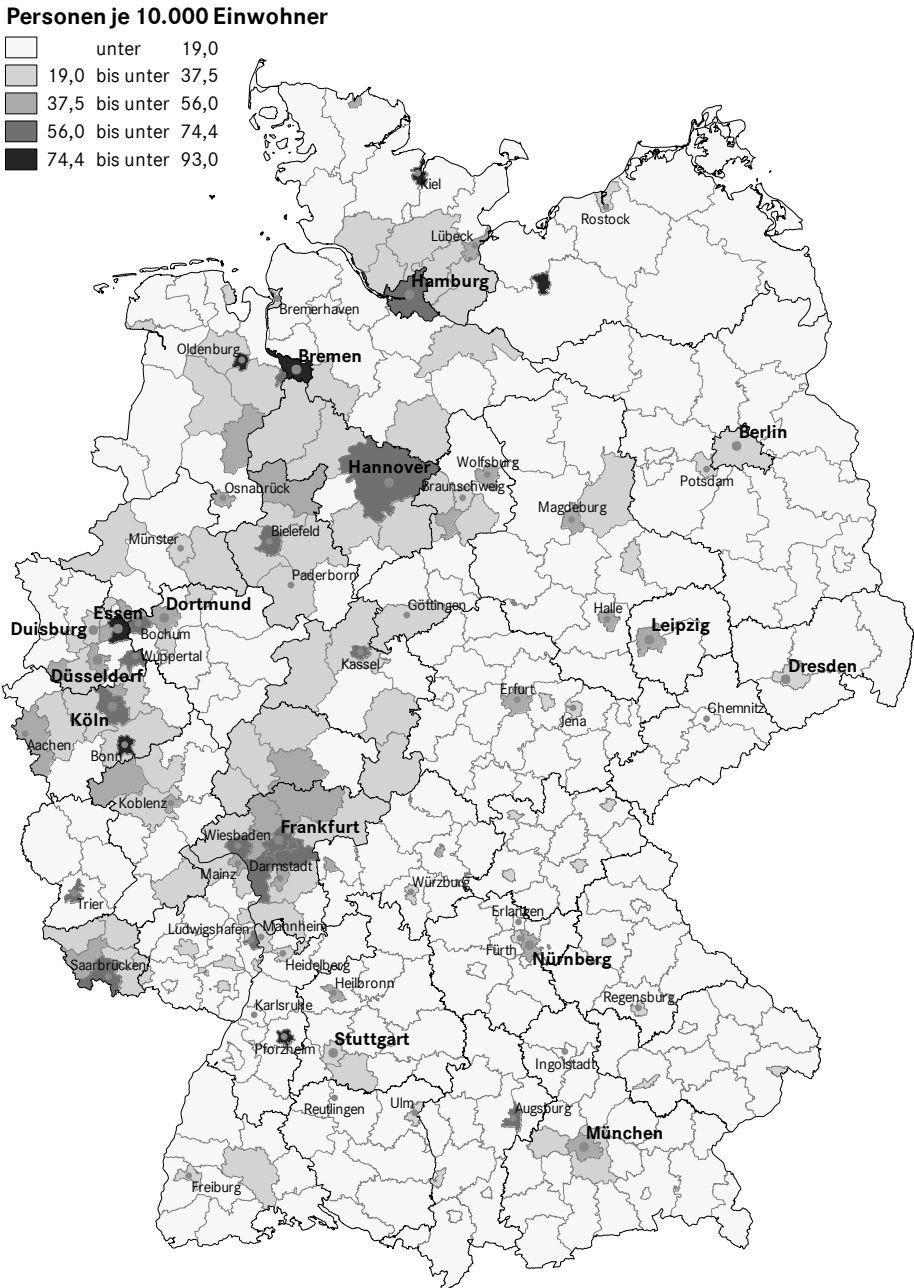 Personen je 10.000 Einwohner
unter 19,0
19,0 bis unter 37,5
37,5 bis unter 56,0
56,0 bis unter 74,4
74,4 bis unter 93,0
Kiel
Rostock
Lübeck
Hamburg
Bremerhaven
Oldenburg
Bremen
Berlin
Hannover
Wolfsburg
Potsdam
Osnabrück
Braunschweig
Magdeburg
Bielefeld
Münster
Paderborn
Essen
Dortmund
Göttingen
Halle
Duisburg
Bochum
Leipzig
Wuppertal
Kassel
Düsseldorf
Dresden
Erfurt
Köln
Jena
Chemnitz
Aachen
Bonn
Koblenz
Wiesbaden
Frankfurt
Mainz
Darmstadt
Würzburg
Trier
Erlangen
Ludwigshafen
Mannheim
Fürth
Nürnberg
Saarbrücken
Heidelberg
Heilbronn
Regensburg
Karlsruhe
Pforzheim
Stuttgart
Ingolstadt
Reutlingen
Ulm
Augsburg
München
Freiburg